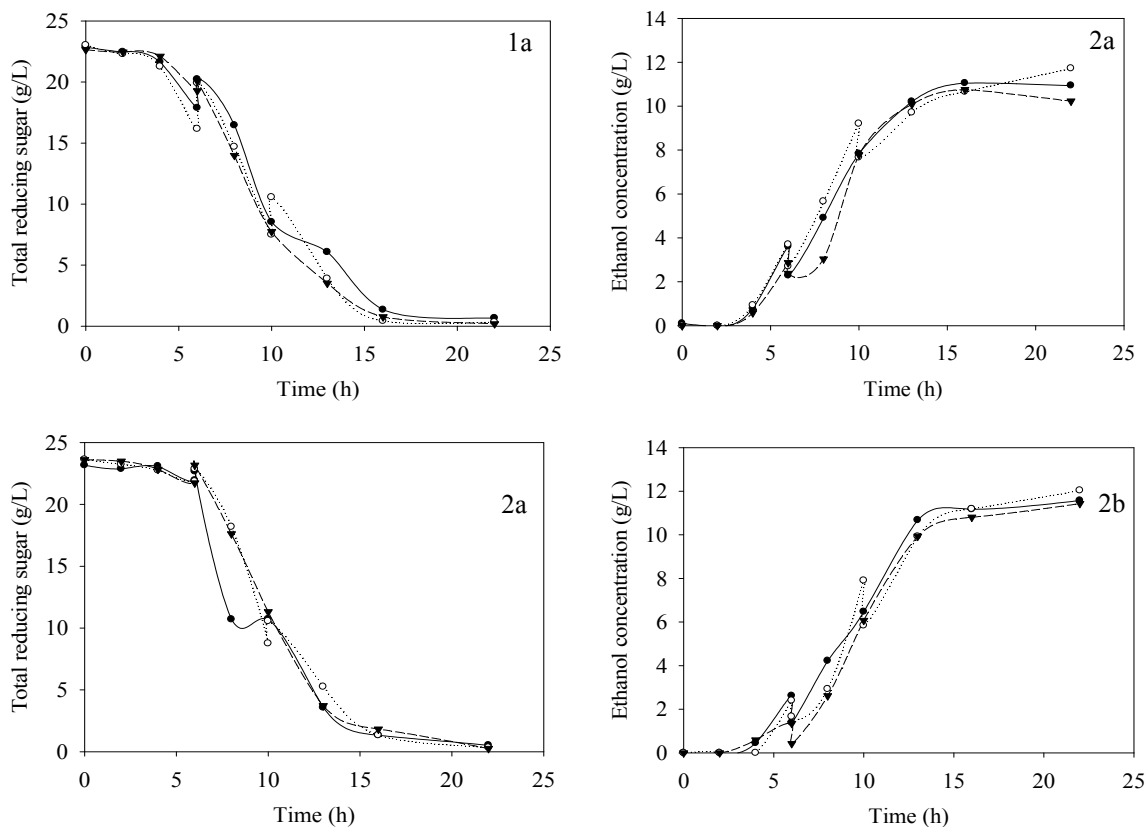 Total reducing sugar (g/L)
25
20
15
10
5
0
1a
0 5 10 15 20 25
Time (h)
Ethanol concentration (g/L)
14
12
10
8
6
4
2
0
2a
0 5 10 15 20 25
Time (h)
Total reducing sugar (g/L)
25
20
15
10
5
0
2a
0 5 10 15 20 25
Time (h)
Ethanol concentration (g/L)
14
12
10
8
6
4
2
0
2b
0 5 10 15 20 25
Time (h)